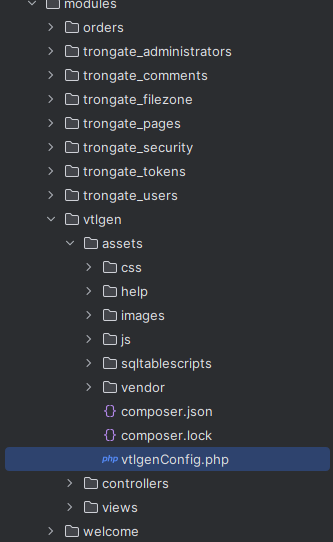 modules
orders
trongate_administrators
trongate_comments
trongate_filezone
trongate_pages
trongate_security
trongate_tokens
trongate_users
vtlgen
assets
css
help
images
js
sqltablescripts
vendor
{} composer.json
{} composer.lock
php vtlgenConfig.php
controllers
views
welcome